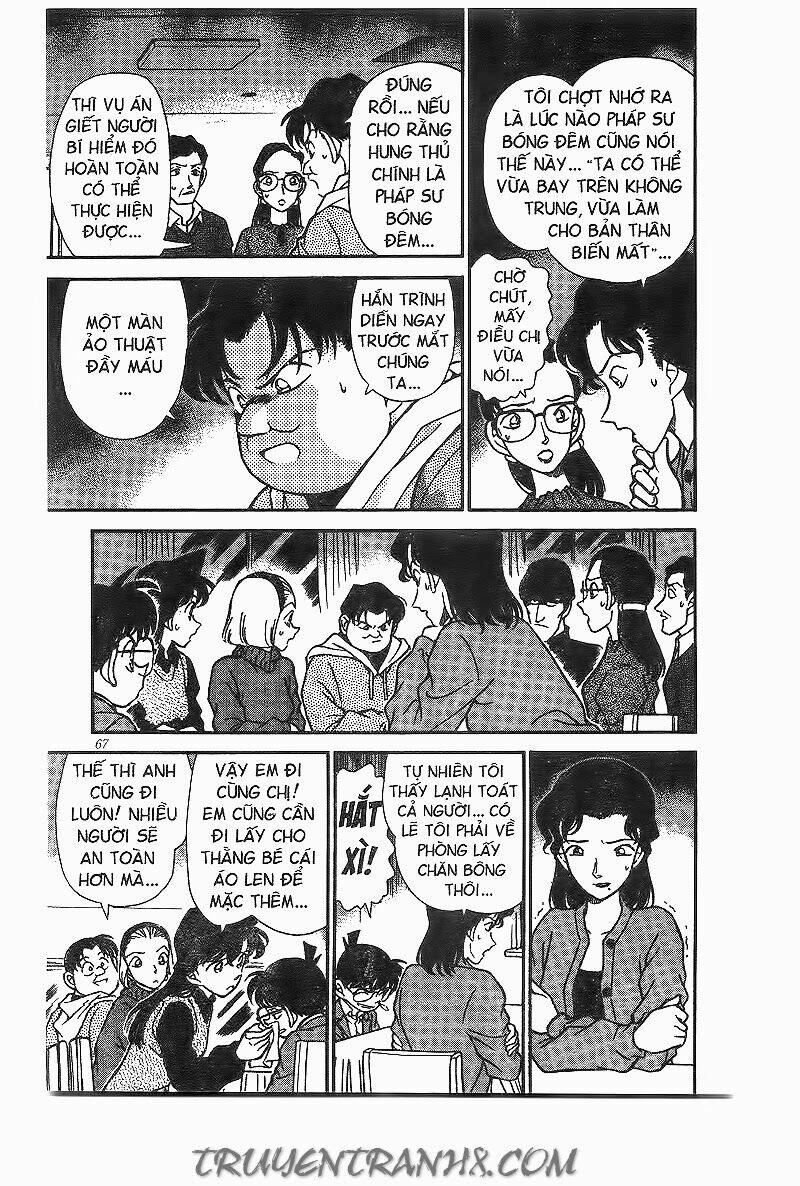 TÔI CHỢT NHỚ RA
LÀ LÚC NÀO PHÁP SƯ
BÓNG ĐÊM CŨNG NÓI
THẾ NÀY... "TA CÓ THỂ
VỪA BAY TRÊN KHÔNG
TRUNG, VỪA LÀM
CHO BẢN THÂN
BIẾN MẤT"...
CHỜ
CHÚT,
MẤY
ĐIỀU CHỊ
VỪA
NÓI...
ĐÚNG
RỒI... NẾU
CHO RẰNG
HUNG THỦ
CHÍNH LÀ
PHÁP SƯ
BÓNG
ĐÊM...
THÌ VỤ ÁN
GIẾT NGƯỜI
BÍ HIỂM ĐÓ
HOÀN TOÀN
CÓ THỂ
THỰC HIỆN
ĐƯỢC...
HẮN TRÌNH
DIỄN NGAY
TRƯỚC MẮT
CHÚNG
TA...
MỘT MÀN
ẢO THUẬT
ĐẦY MÁU
...
67
TỰ NHIÊN TÔI
THẤY LẠNH TOÁT
CẢ NGƯỜI... CÓ
LẼ TÔI PHẢI VỀ
PHÒNG LẤY
CHĂN BÔNG
THÔI...
HẮT
XÌ!
VẬY EM ĐI
CÙNG CHỊ!
EM CŨNG CẦN
ĐI LẤY CHO
THẰNG BÉ CÁI
ÁO LEN ĐỂ
MẶC THÊM...
THẾ THÌ ANH
CŨNG ĐI
LUÔN! NHIỀU
NGƯỜI SẼ
AN TOÀN
HƠN MÀ...
TRUYENTRANH8.COM